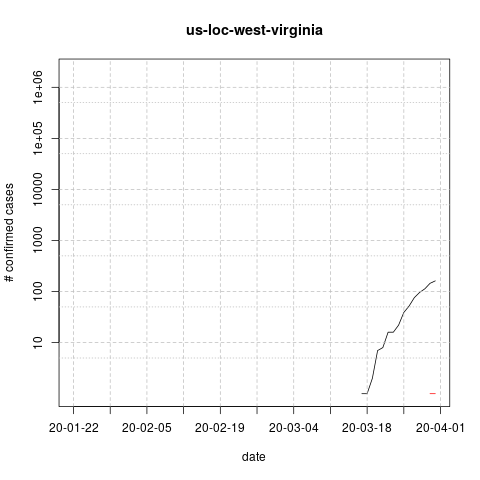 us-loc-west-virginia
# confirmed cases
1e+06
1e+05
10000
1000
100
10
20-01-22 20-02-05 20-02-19 20-03-04 20-03-18 20-04-01
date